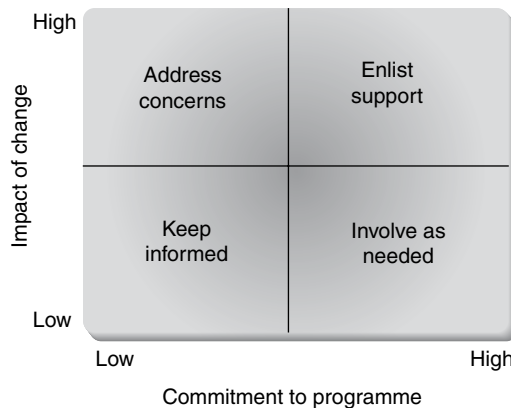 High
Address
concerns
Enlist
support
Impact of change
Keep
informed
Involve as
needed
Low
Low
High
Commitment to programme